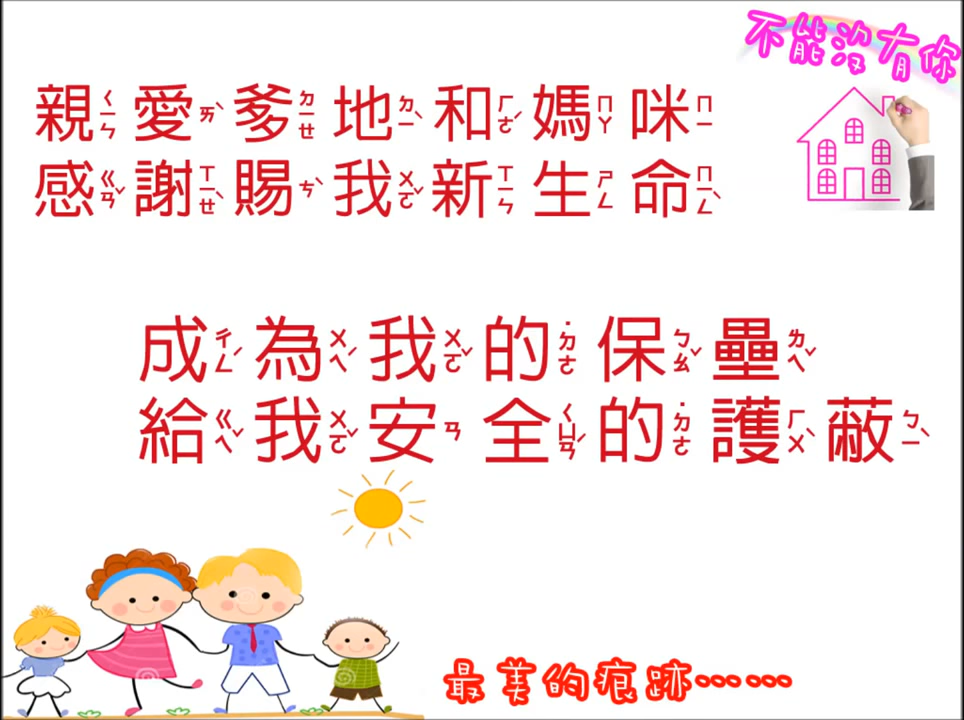 不能沒有你
親愛爹地和媽咪
感謝賜我新生命
成為我的保壘
給我安全的護蔽
最美的痕跡⋯⋯